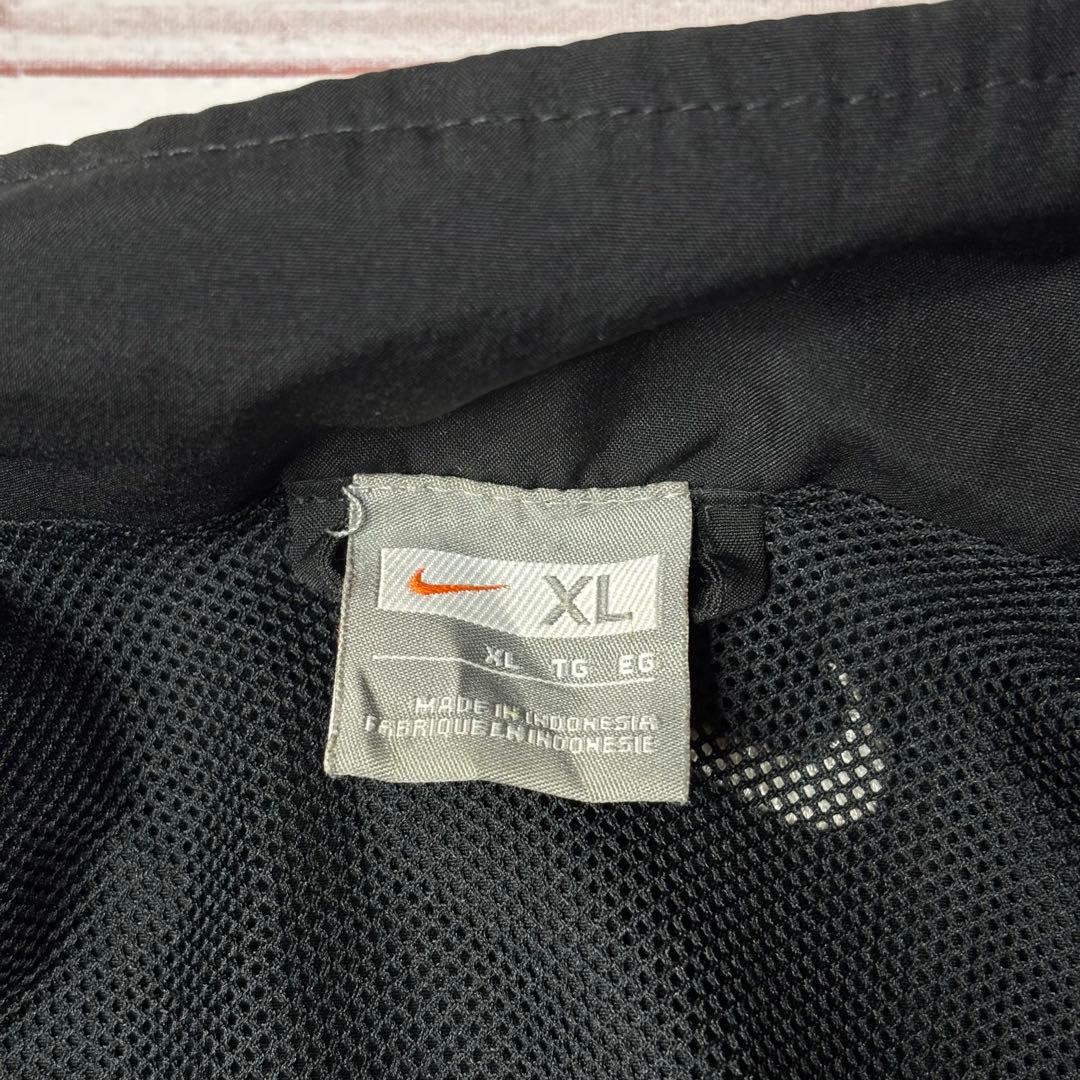 XL
XL TG EG
MADE IN INDONESIA
FABRIQUE EN INDONESIE